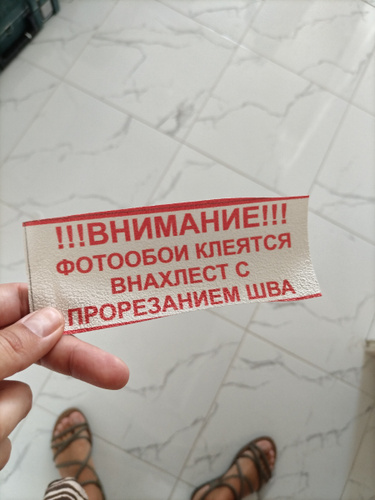 !!!ВНИМАНИЕ!!!
ФОТООБОИ КЛЕЯТСЯ
ВНАХЛЕСТ С
ПРОРЕЗАНИЕМ ШВА